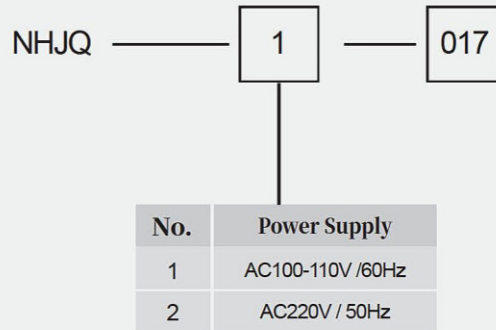 NHJQ 1 017
No. Power Supply
1 AC100-110V /60Hz
2 AC220V / 50Hz